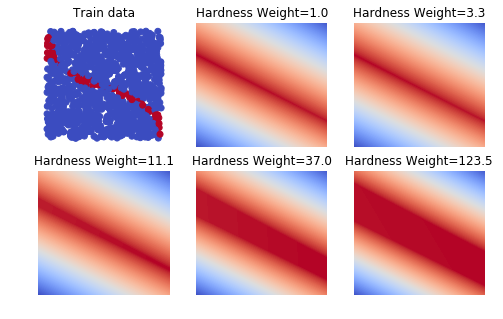 Train data
Hardness Weight=1.0
Hardness Weight=3.3
Hardness Weight=11.1
Hardness Weight=37.0
Hardness Weight=123.5